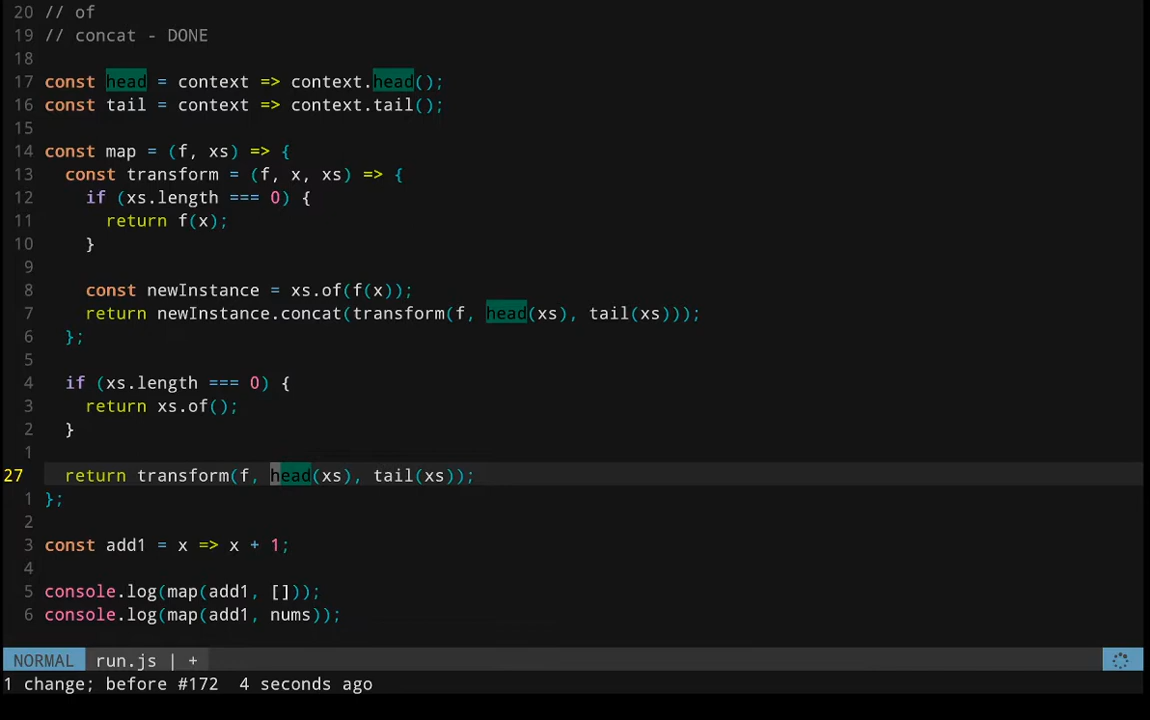 20 // of
19 // concat - DONE
18
17 const head = context => context.head();
16 const tail = context => context.tail();
15
14 const map = (f, xs) => {
13   const transform = (f, x, xs) => {
12     if (xs.length === 0) {
11       return f(x);
10     }
9
8     const newInstance = xs.of(f(x));
7     return newInstance.concat(transform(f, head(xs), tail(xs)));
6   };
5
4   if (xs.length === 0) {
3     return xs.of();
2   }
1
27   return transform(f, head(xs), tail(xs));
1 };
2
3 const add1 = x => x + 1;
4
5 console.log(map(add1, []));
6 console.log(map(add1, nums));
NORMAL run.js | +
1 change; before #172  4 seconds ago